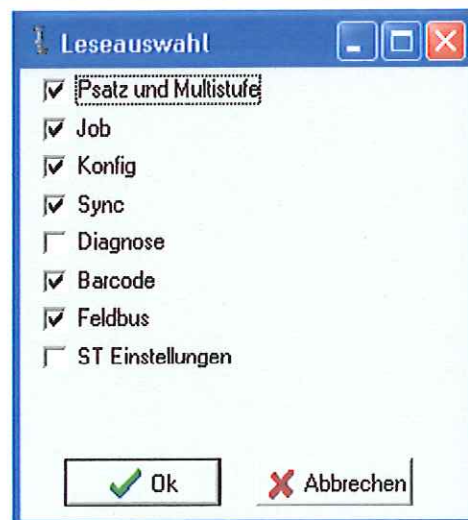 Leseauswahl
Psatz und Multistufe
Job
Konfig
Sync
Diagnose
Barcode
Feldbus
ST Einstellungen
Ok
Abbrechen